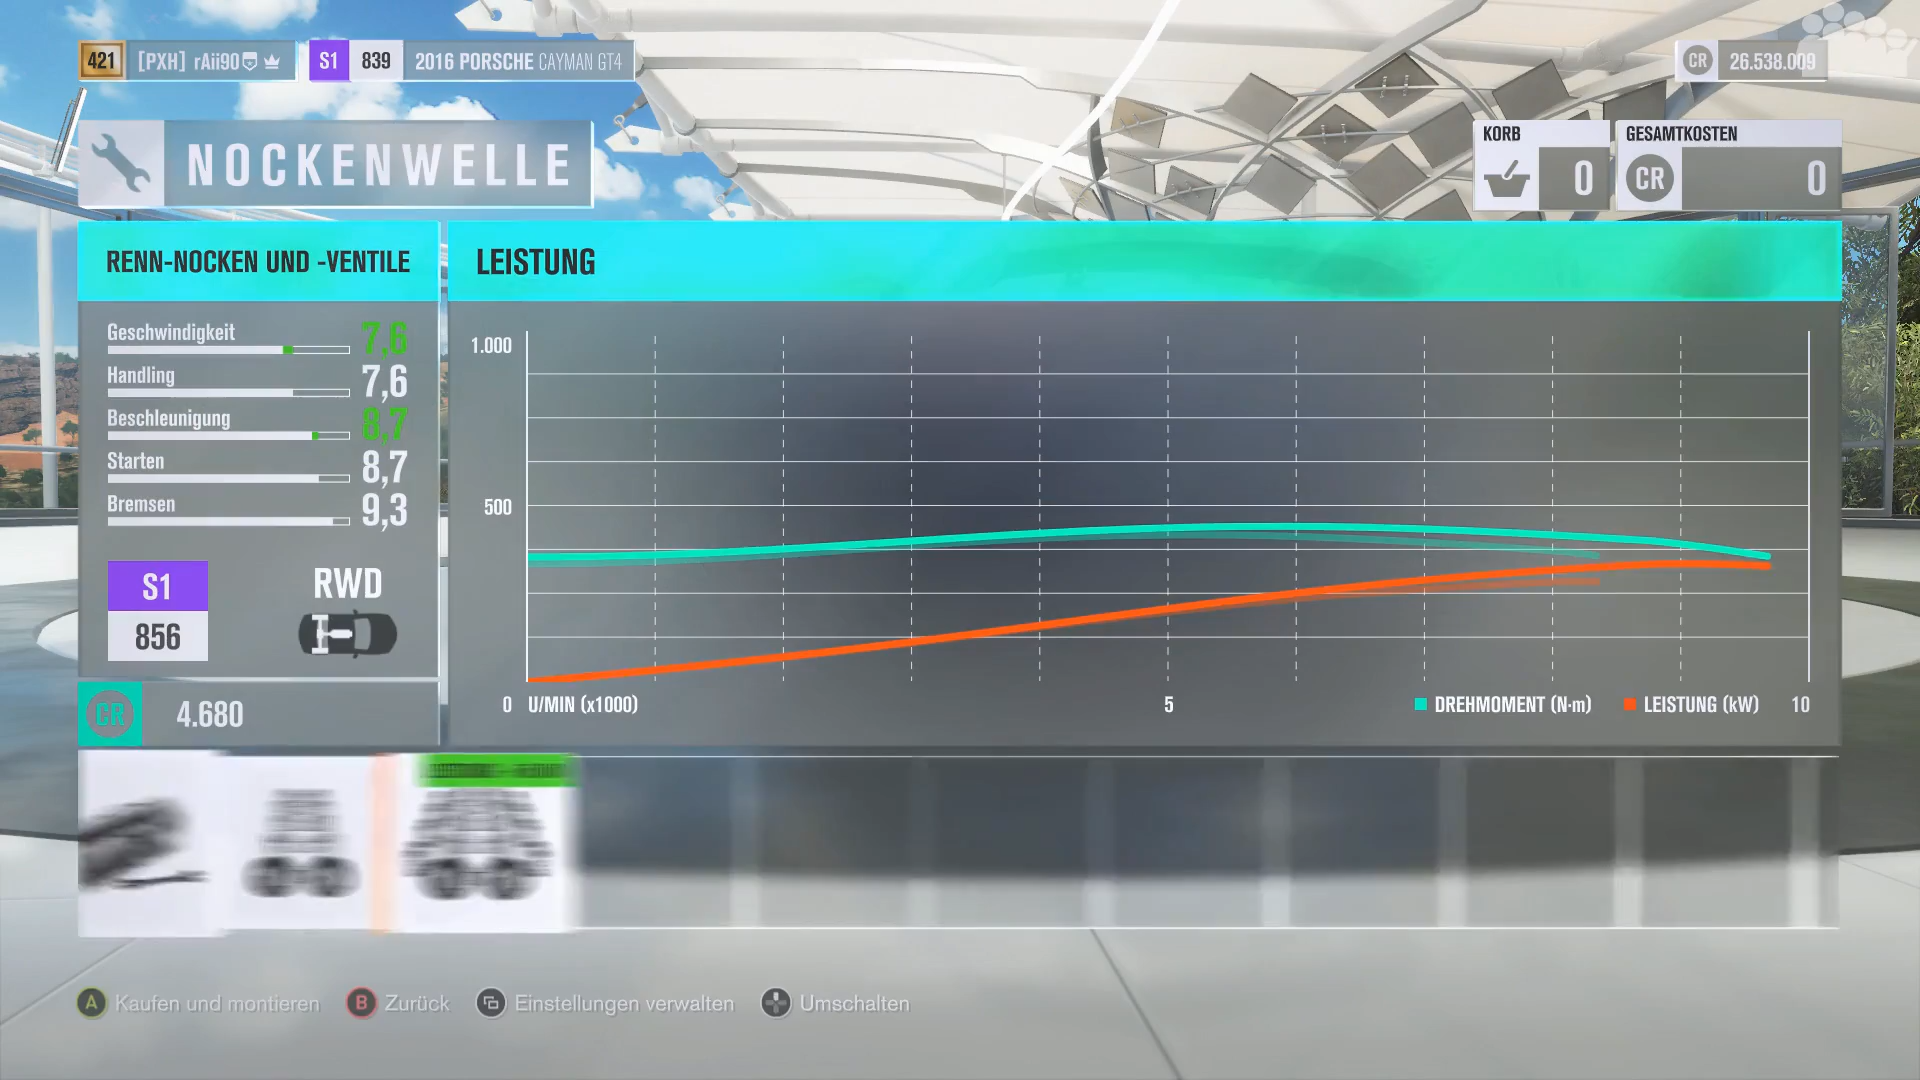 421 [PXH] rAii90 S1 839 2016 PORSCHE CAYMAN GT4
CR 26.538.009
NOCKENWELLE
KORB
0
GESAMTKOSTEN
CR 0
RENN-NOCKEN UND -VENTILE
Geschwindigkeit 7,6
Handling 7,6
Beschleunigung 8,7
Starten 8,7
Bremsen 9,3
S1
856
RWD
CR 4.680
LEISTUNG
1.000
500
0 U/MIN (x1000) 5 DREHMOMENT (N·m) LEISTUNG (kW) 10
A Kaufen und montieren B Zurück Einstellungen verwalten Umschalten